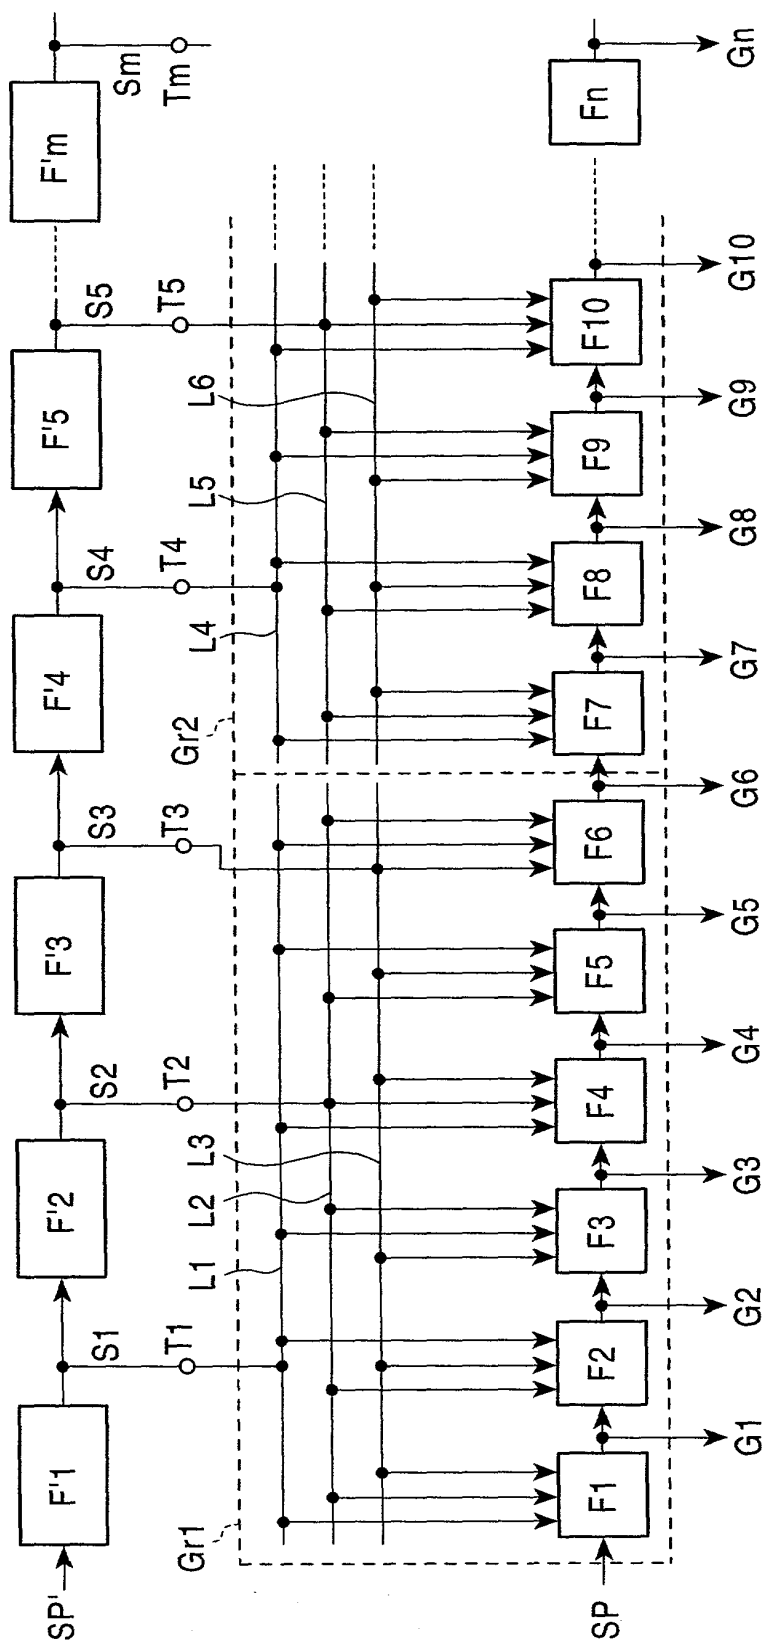 SP' F'1 F'2 F'3 F'4 F'5 F'm
S1 S2 S3 S4 S5 Sm
T1 T2 T3 T4 T5 Tm
Gr1 L1 L2 L3 Gr2 L4 L5 L6
SP F1 F2 F3 F4 F5 F6 F7 F8 F9 F10 Fn
G1 G2 G3 G4 G5 G6 G7 G8 G9 G10 Gn